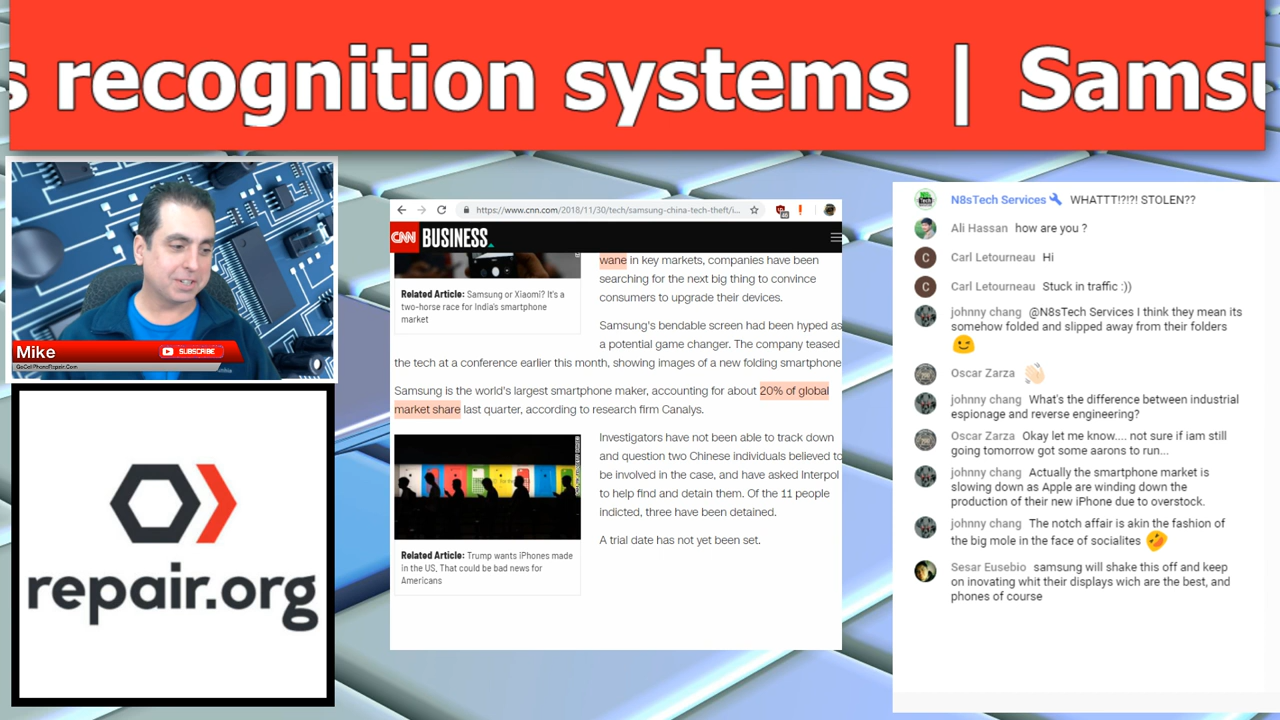 s recognition systems | Samsu
Mike
SUBSCRIBE
GoCellPhoneRepair.Com
repair.org
https://www.cnn.com/2018/11/30/tech/samsung-china-tech-theft/i...
CNN BUSINESS
wane in key markets, companies have been
searching for the next big thing to convince
consumers to upgrade their devices.
Related Article: Samsung or Xiaomi? It's a
two-horse race for India's smartphone
market
Samsung's bendable screen had been hyped as
a potential game changer. The company teased
the tech at a conference earlier this month, showing images of a new folding smartphone
Samsung is the world's largest smartphone maker, accounting for about 20% of global
market share last quarter, according to research firm Canalys.
Investigators have not been able to track down
and question two Chinese individuals believed to
be involved in the case, and have asked Interpol
to help find and detain them. Of the 11 people
indicted, three have been detained.
A trial date has not yet been set.
Related Article: Trump wants iPhones made
in the US. That could be bad news for
Americans
N8sTech Services WHATTT!?!?! STOLEN??
Ali Hassan how are you ?
C Carl Letourneau Hi
C Carl Letourneau Stuck in traffic :))
johnny chang @N8sTech Services I think they mean its
somehow folded and slipped away from their folders
Oscar Zarza
johnny chang What's the difference between industrial
espionage and reverse engineering?
Oscar Zarza Okay let me know.... not sure if iam still
going tomorrow got some aarons to run...
johnny chang Actually the smartphone market is
slowing down as Apple are winding down the
production of their new iPhone due to overstock.
johnny chang The notch affair is akin the fashion of
the big mole in the face of socialites
Sesar Eusebio samsung will shake this off and keep
on inovating whit their displays wich are the best, and
phones of course